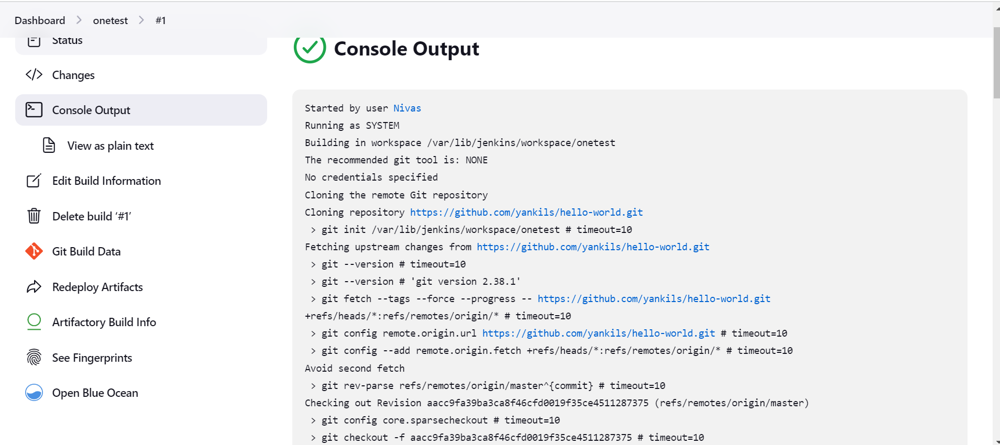 Dashboard > onetest > #1
Status
Changes
Console Output
View as plain text
Edit Build Information
Delete build ‘#1’
Git Build Data
Redeploy Artifacts
Artifactory Build Info
See Fingerprints
Open Blue Ocean
Console Output
Started by user Nivas
Running as SYSTEM
Building in workspace /var/lib/jenkins/workspace/onetest
The recommended git tool is: NONE
No credentials specified
Cloning the remote Git repository
Cloning repository https://github.com/yankils/hello-world.git
 > git init /var/lib/jenkins/workspace/onetest # timeout=10
Fetching upstream changes from https://github.com/yankils/hello-world.git
 > git --version # timeout=10
 > git --version # 'git version 2.38.1'
 > git fetch --tags --force --progress -- https://github.com/yankils/hello-world.git
+refs/heads/*:refs/remotes/origin/* # timeout=10
 > git config remote.origin.url https://github.com/yankils/hello-world.git # timeout=10
 > git config --add remote.origin.fetch +refs/heads/*:refs/remotes/origin/* # timeout=10
Avoid second fetch
 > git rev-parse refs/remotes/origin/master^{commit} # timeout=10
Checking out Revision aacc9fa39ba3ca8f46cfd0019f35ce4511287375 (refs/remotes/origin/master)
 > git config core.sparsecheckout # timeout=10
 > git checkout -f aacc9fa39ba3ca8f46cfd0019f35ce4511287375 # timeout=10